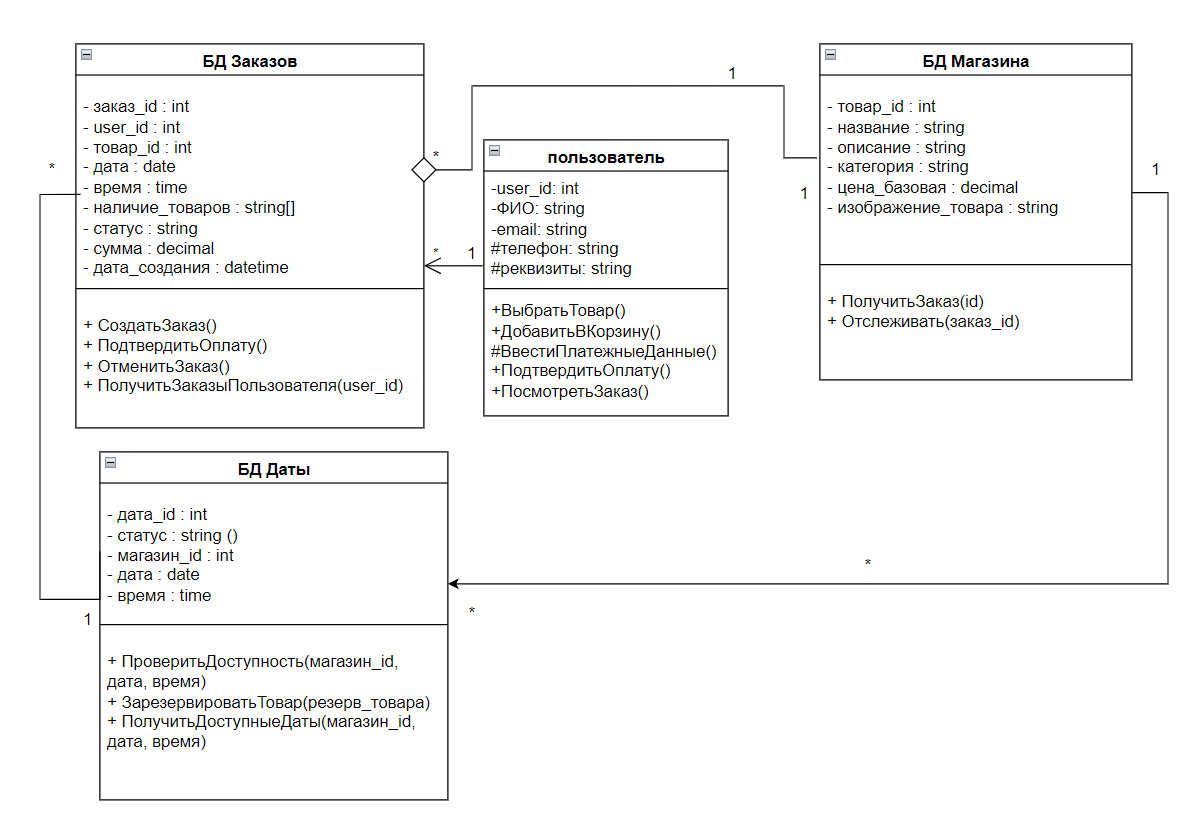 БД Заказов
- заказ_id : int
- user_id : int
- товар_id : int
- дата : date
- время : time
- наличие_товаров : string[]
- статус : string
- сумма : decimal
- дата_создания : datetime
+ СоздатьЗаказ()
+ ПодтвердитьОплату()
+ ОтменитьЗаказ()
+ ПолучитьЗаказыПользователя(user_id)
*
*
*
1
1
пользователь
-user_id: int
-ФИО: string
-email: string
#телефон: string
#реквизиты: string
+ВыбратьТовар()
+ДобавитьВКорзину()
#ВвестиПлатежныеДанные()
+ПодтвердитьОплату()
+ПосмотретьЗаказ()
БД Магазина
- товар_id : int
- название : string
- описание : string
- категория : string
- цена_базовая : decimal
- изображение_товара : string
+ ПолучитьЗаказ(id)
+ Отслеживать(заказ_id)
1
1
БД Даты
- дата_id : int
- статус : string ()
- магазин_id : int
- дата : date
- время : time
+ ПроверитьДоступность(магазин_id,
дата, время)
+ ЗарезервироватьТовар(резерв_товара)
+ ПолучитьДоступныеДаты(магазин_id,
дата, время)
1
*
*